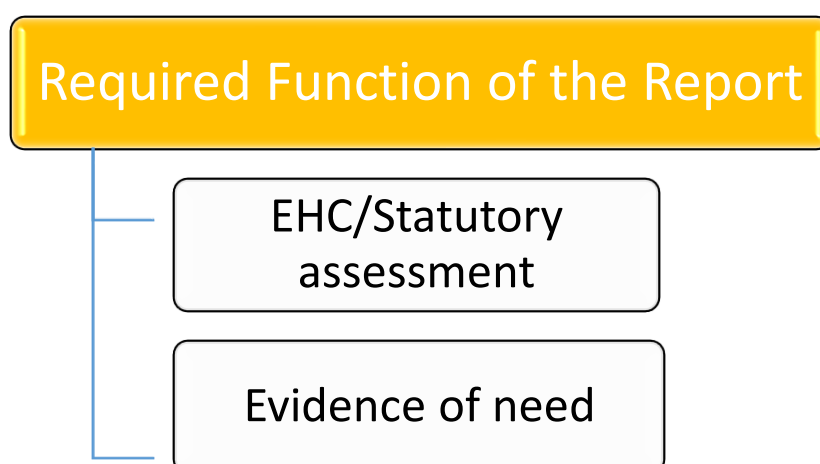 Required Function of the Report
EHC/Statutory
assessment
Evidence of need